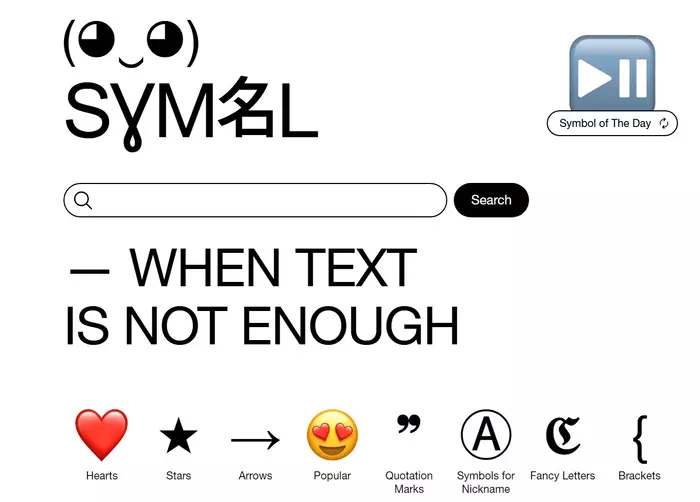 (◕‿◕)
SƔM名L
⏯️
Symbol of The Day
Search
— WHEN TEXT
IS NOT ENOUGH
❤️ ★ → 😍 ❞ Ⓐ 𝕮 {
Hearts
Stars
Arrows
Popular
Quotation
Marks
Symbols for
Nickname
Fancy Letters
Brackets